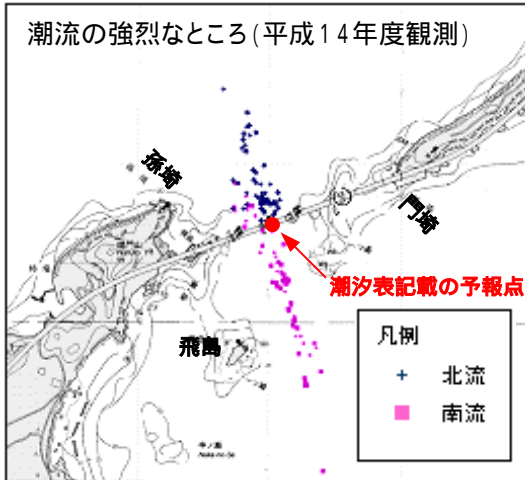 潮流の強烈なところ(平成14年度観測)
孫埼
門埼
潮汐表記載の予報点
飛島
凡例
北流
南流